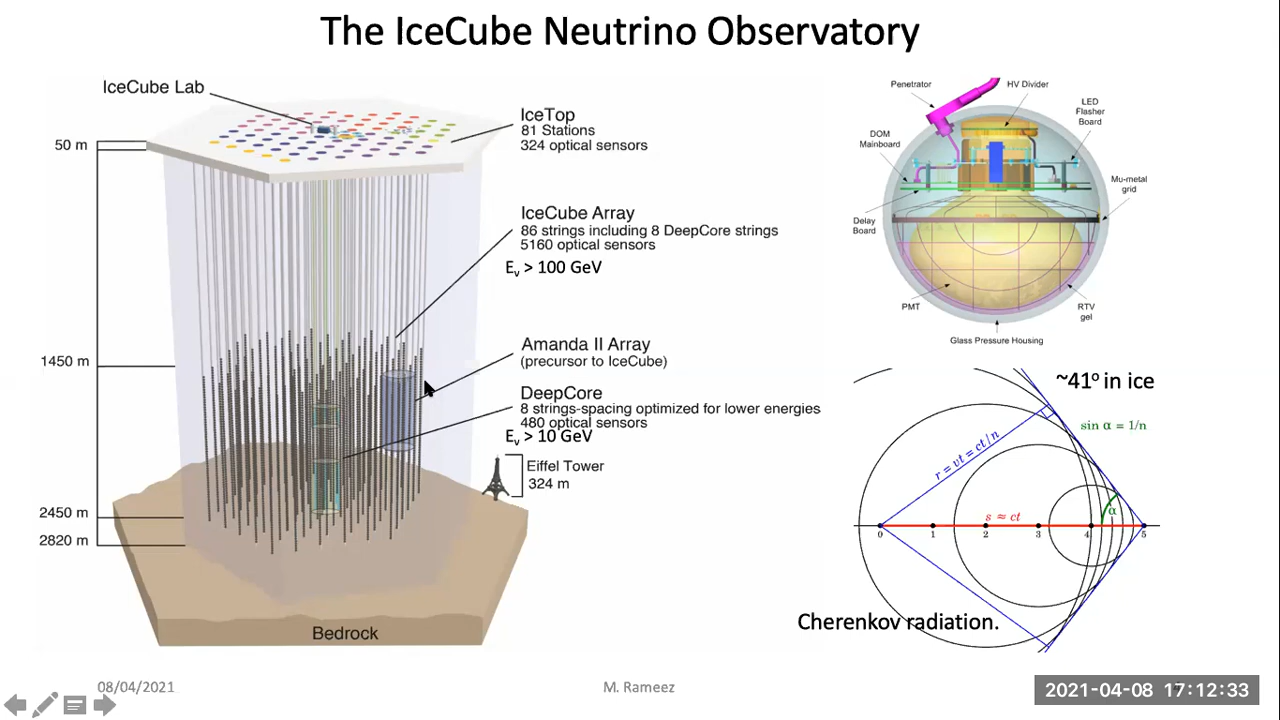 The IceCube Neutrino Observatory
IceCube Lab
50 m
1450 m
2450 m
2820 m
IceTop
81 Stations
324 optical sensors
IceCube Array
86 strings including 8 DeepCore strings
5160 optical sensors
Eν > 100 GeV
Amanda II Array
(precursor to IceCube)
DeepCore
8 strings-spacing optimized for lower energies
480 optical sensors
Eν > 10 GeV
Eiffel Tower
324 m
Bedrock
Penetrator
HV Divider
LED
Flasher
Board
DOM
Mainboard
Mu-metal
grid
Delay
Board
PMT
RTV
gel
Glass Pressure Housing
~41º in ice
sin α = 1/n
r = vt = ct/n
s ≈ ct
α
0 1 2 3 4 5
Cherenkov radiation.
08/04/2021
M. Rameez
2021-04-08 17:12:33